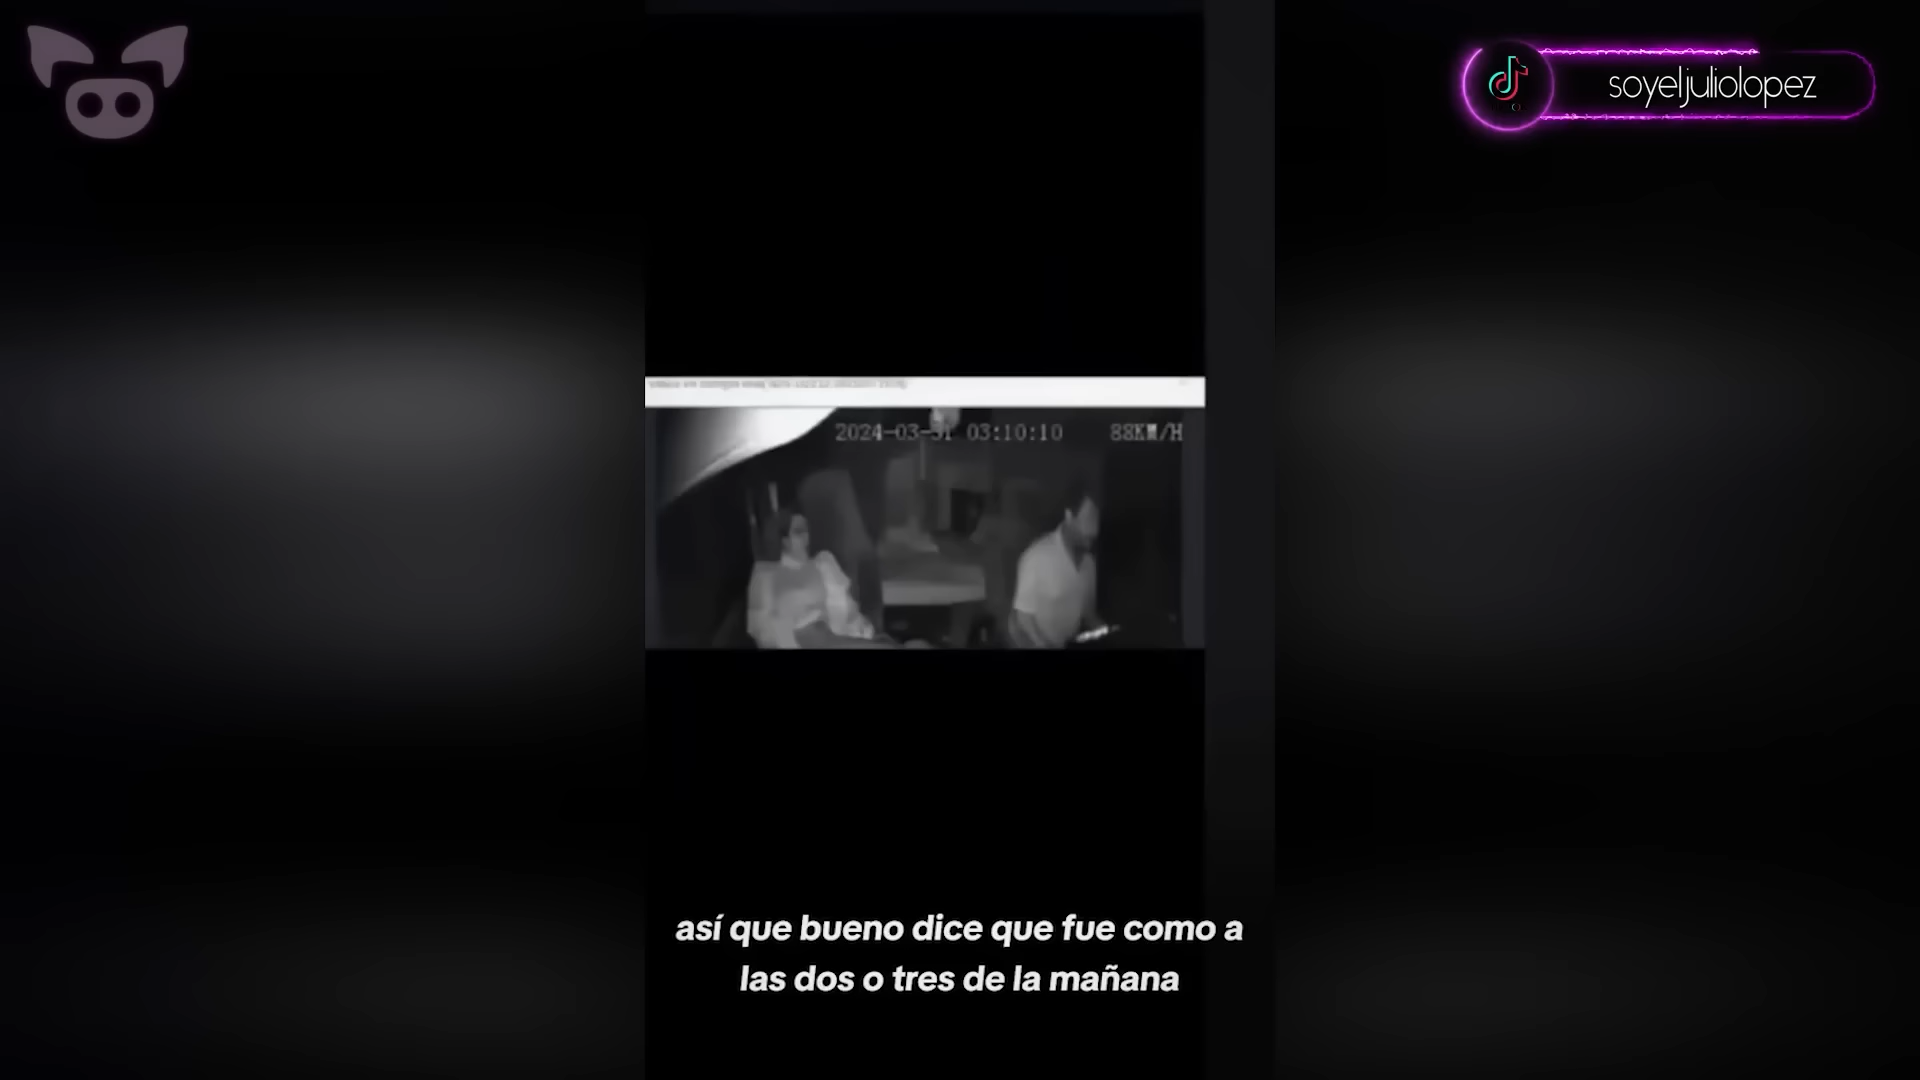 soyeljuliolopez
2024-03-31 03:10:10 88KM/H
así que bueno dice que fue como a
las dos o tres de la mañana